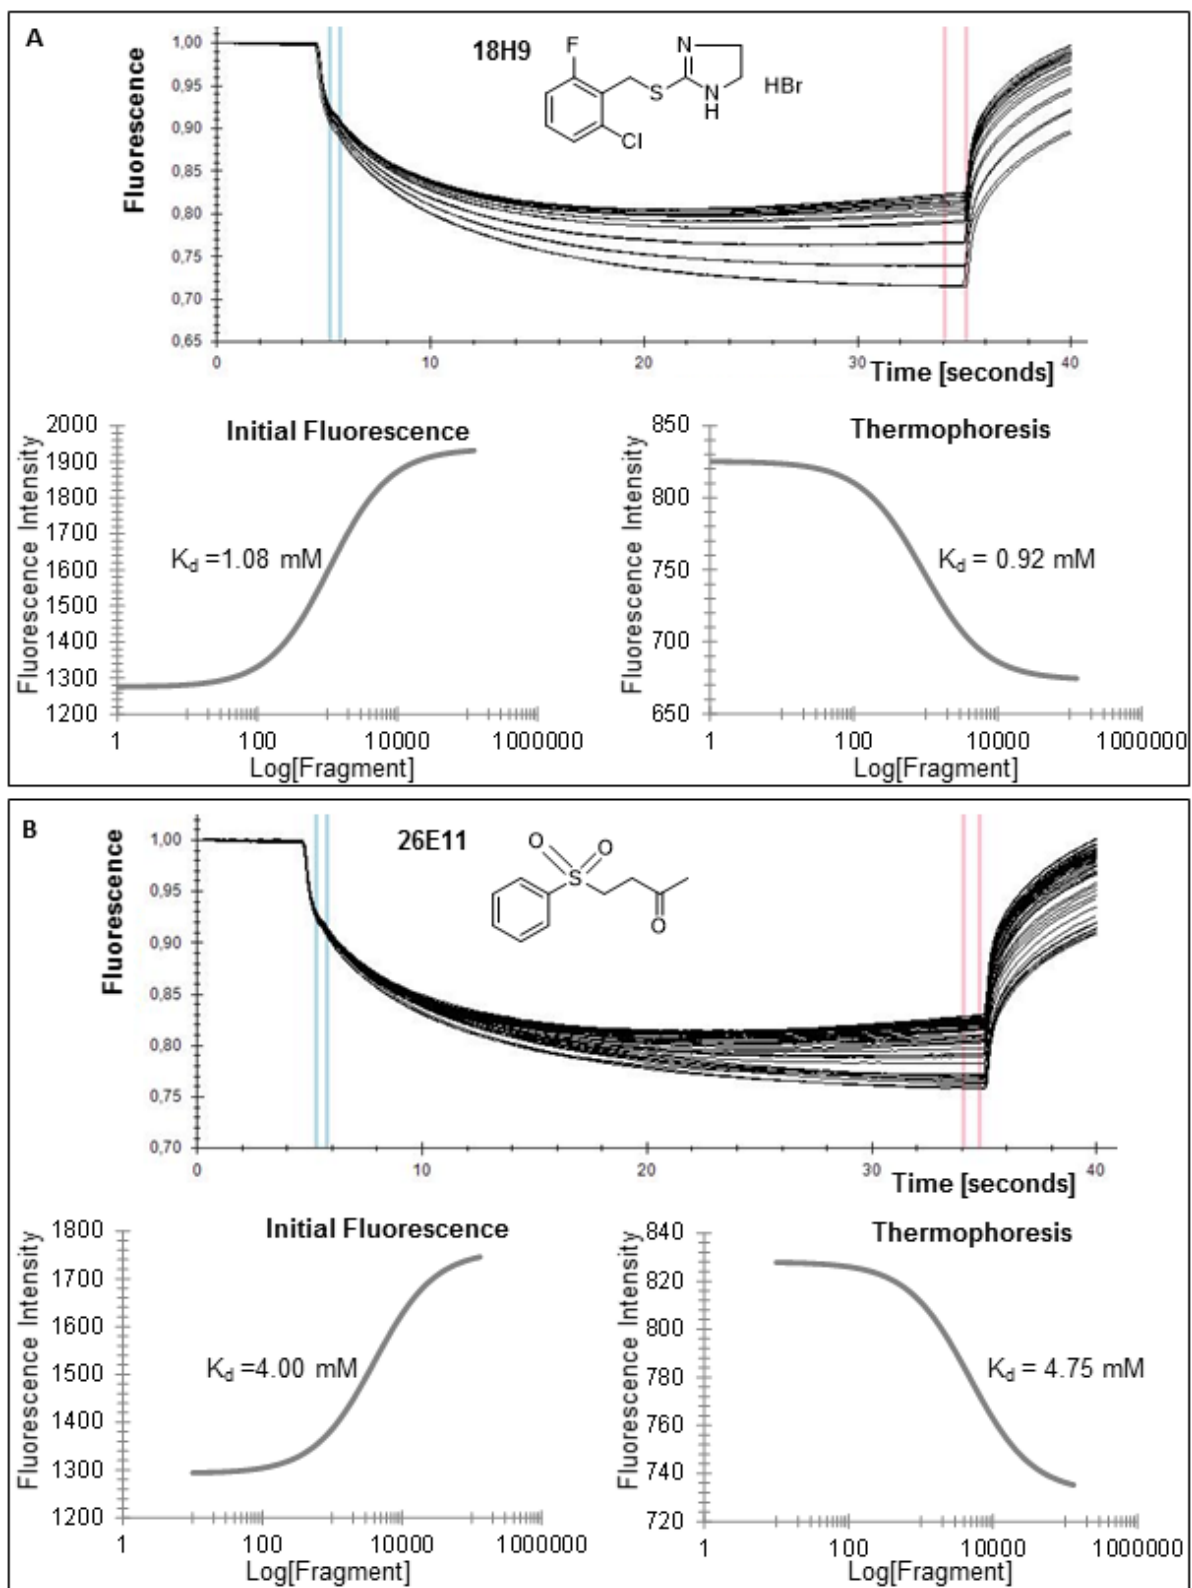 A
18H9
F
N
S
N
H
HBr
Cl
Fluorescence
1,00
0,95
0,90
0,85
0,80
0,75
0,70
0,65
0 10 20 30 40
Time [seconds]
Initial Fluorescence
Fluorescence Intensity
2000
1900
1800
1700
1600
1500
1400
1300
1200
Kd =1.08 mM
1 100 10000 1000000
Log[Fragment]
Thermophoresis
Fluorescence Intensity
850
800
750
700
650
Kd = 0.92 mM
1 100 10000 1000000
Log[Fragment]
B
26E11
O O
S
O
Fluorescence
1,00
0,95
0,90
0,85
0,80
0,75
0,70
0 10 20 30 40
Time [seconds]
Initial Fluorescence
Fluorescence Intensity
1800
1700
1600
1500
1400
1300
1200
Kd =4.00 mM
1 100 10000 1000000
Log[Fragment]
Thermophoresis
Fluorescence Intensity
840
820
800
780
760
740
720
Kd = 4.75 mM
1 100 10000 1000000
Log[Fragment]